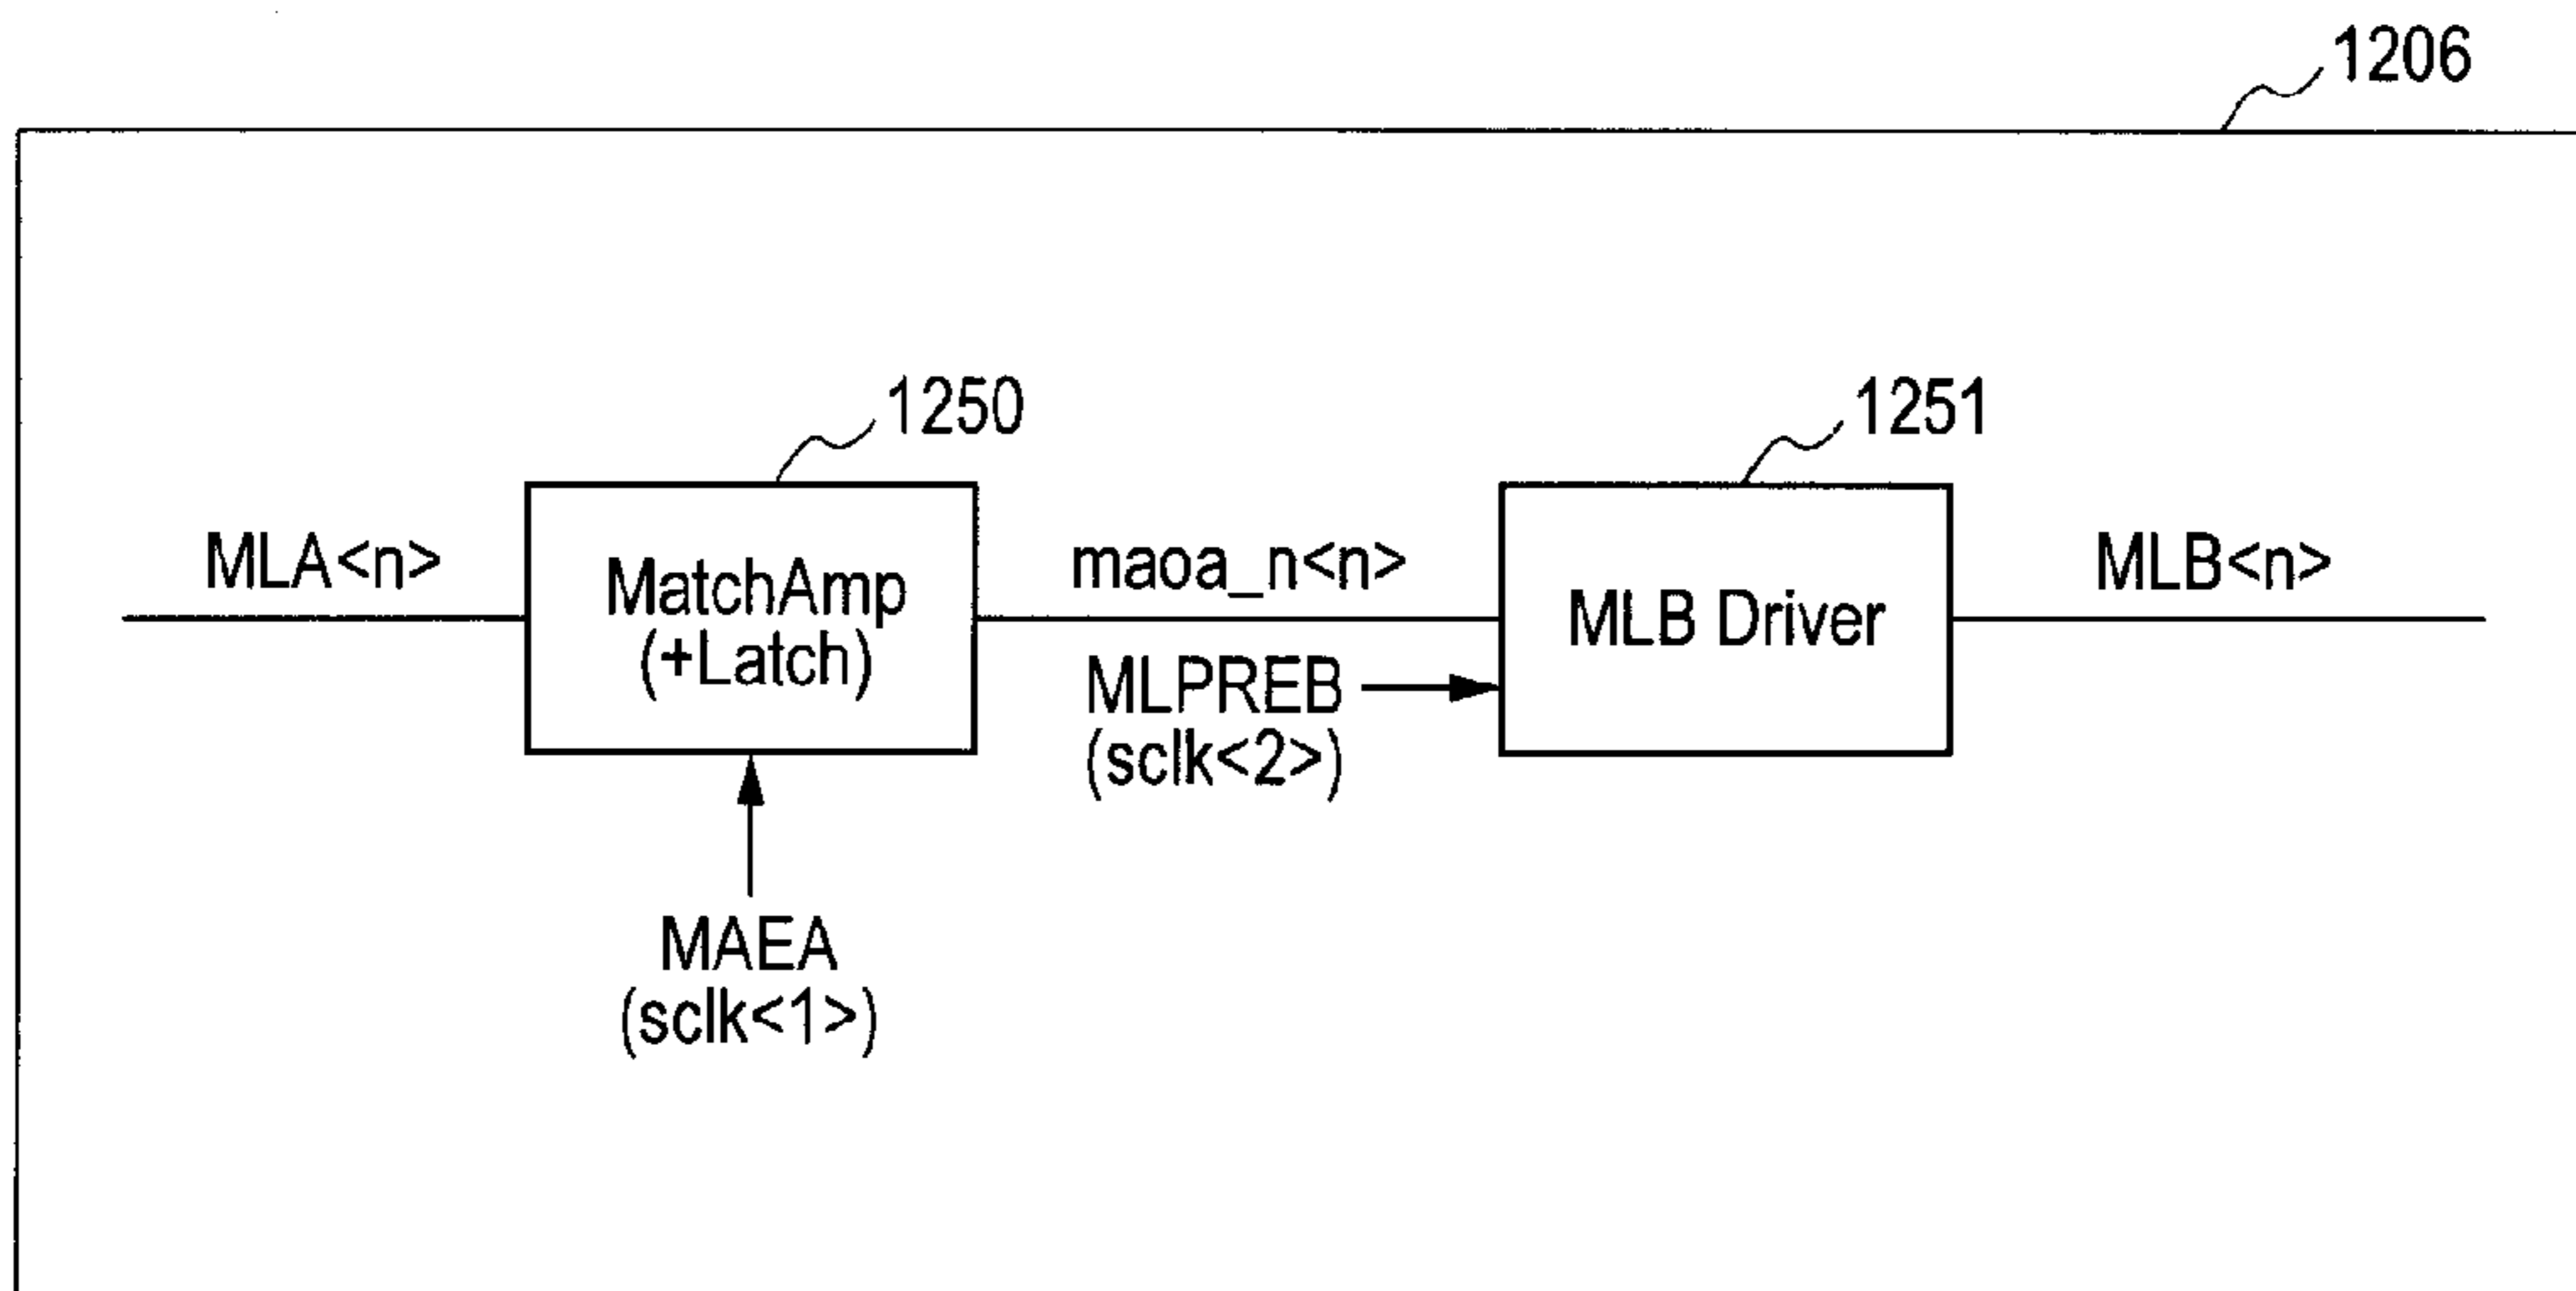 1206
1250
1251
MLA<n>
MatchAmp
(+Latch)
maoa_n<n>
MLPREB
(sclk<2>)
MLB Driver
MLB<n>
MAEA
(sclk<1>)